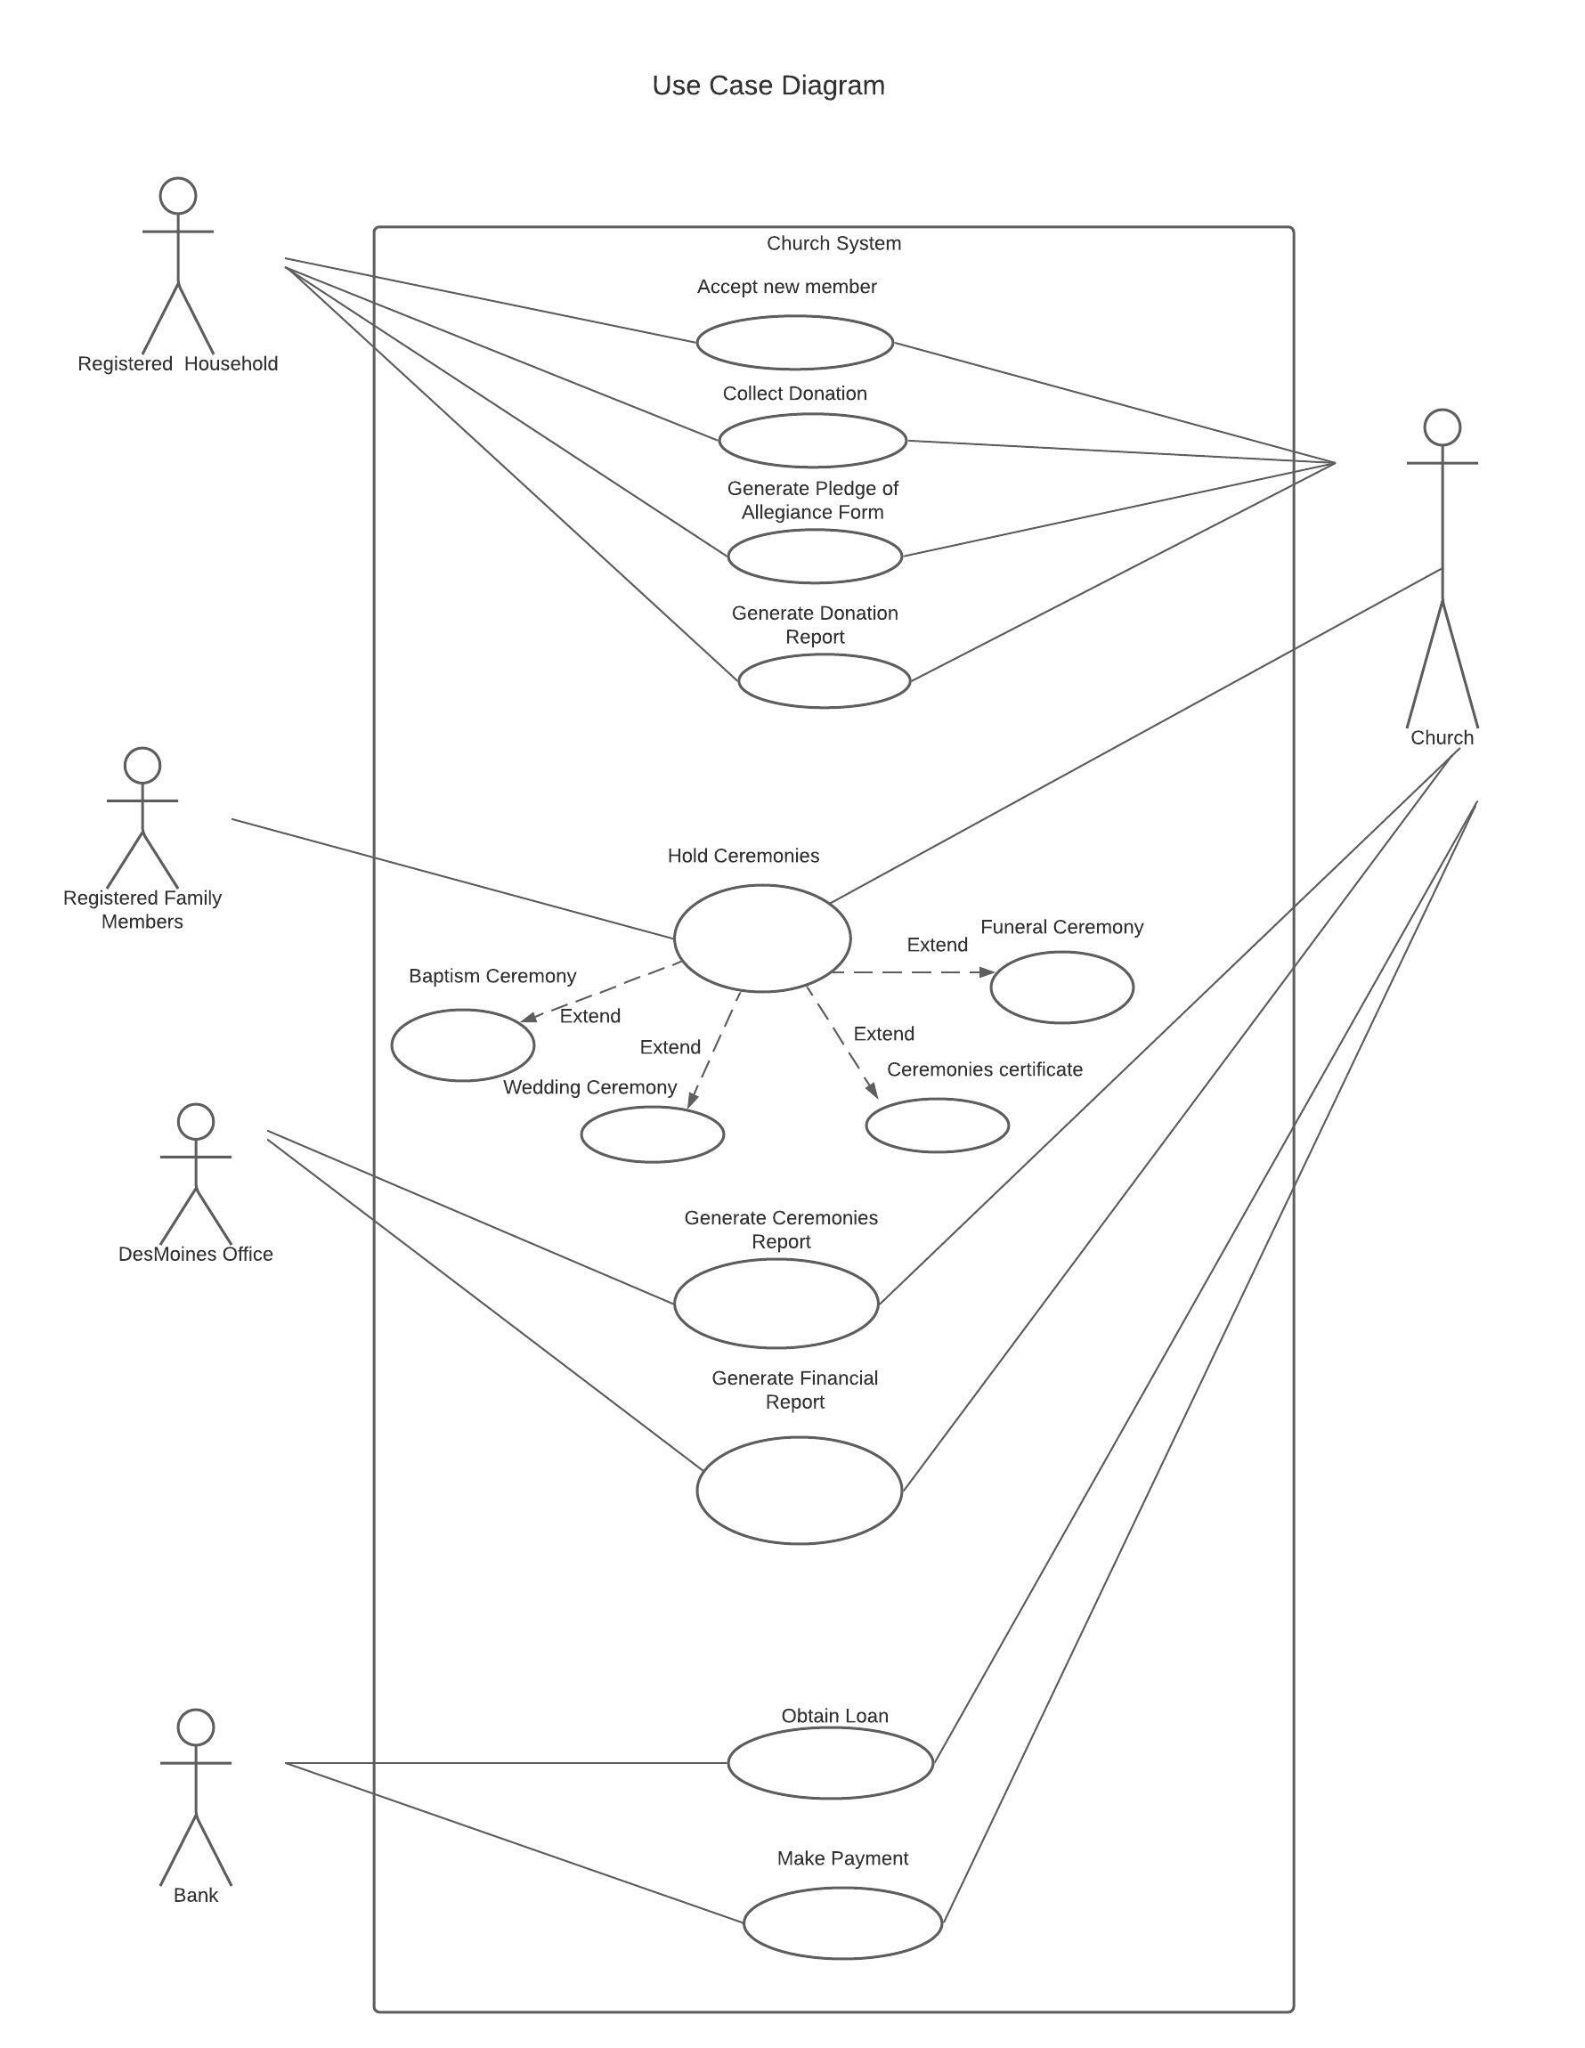 Use Case Diagram
Church System
Accept new member
Registered  Household
Collect Donation
Generate Pledge of
Allegiance Form
Generate Donation
Report
Church
Hold Ceremonies
Registered Family
Members
Funeral Ceremony
Extend
Baptism Ceremony
Extend
Extend
Extend
Ceremonies certificate
Wedding Ceremony
Generate Ceremonies
Report
DesMoines Office
Generate Financial
Report
Obtain Loan
Make Payment
Bank